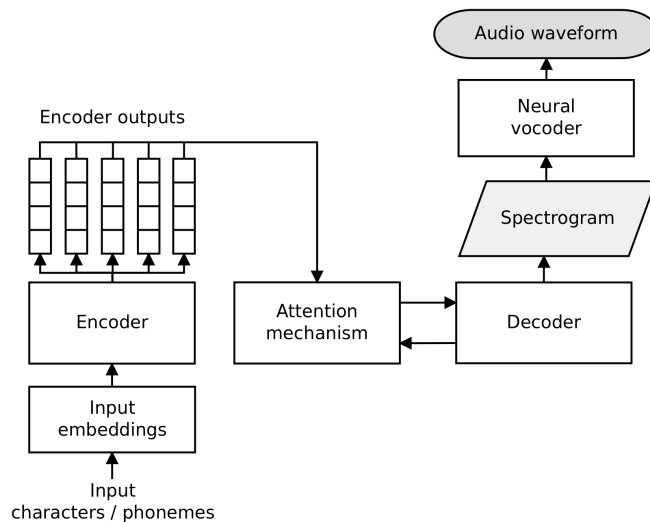 Audio waveform
Neural
vocoder
Encoder outputs
Spectrogram
Encoder
Attention
mechanism
Decoder
Input
embeddings
Input
characters / phonemes